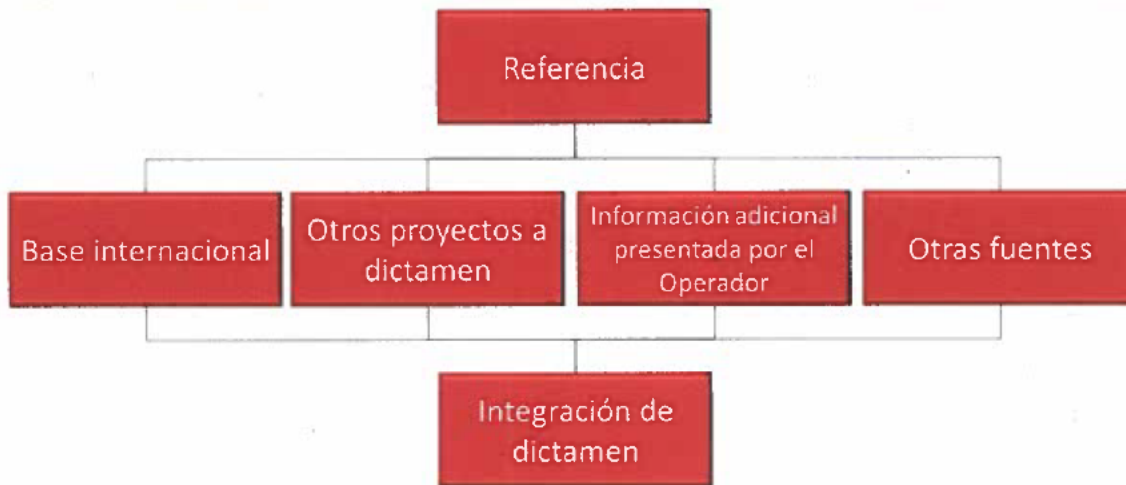 Referencia
Base internacional
Otros proyectos a
dictamen
Información adicional
presentada por el
Operador
Otras fuentes
Integración de
dictamen